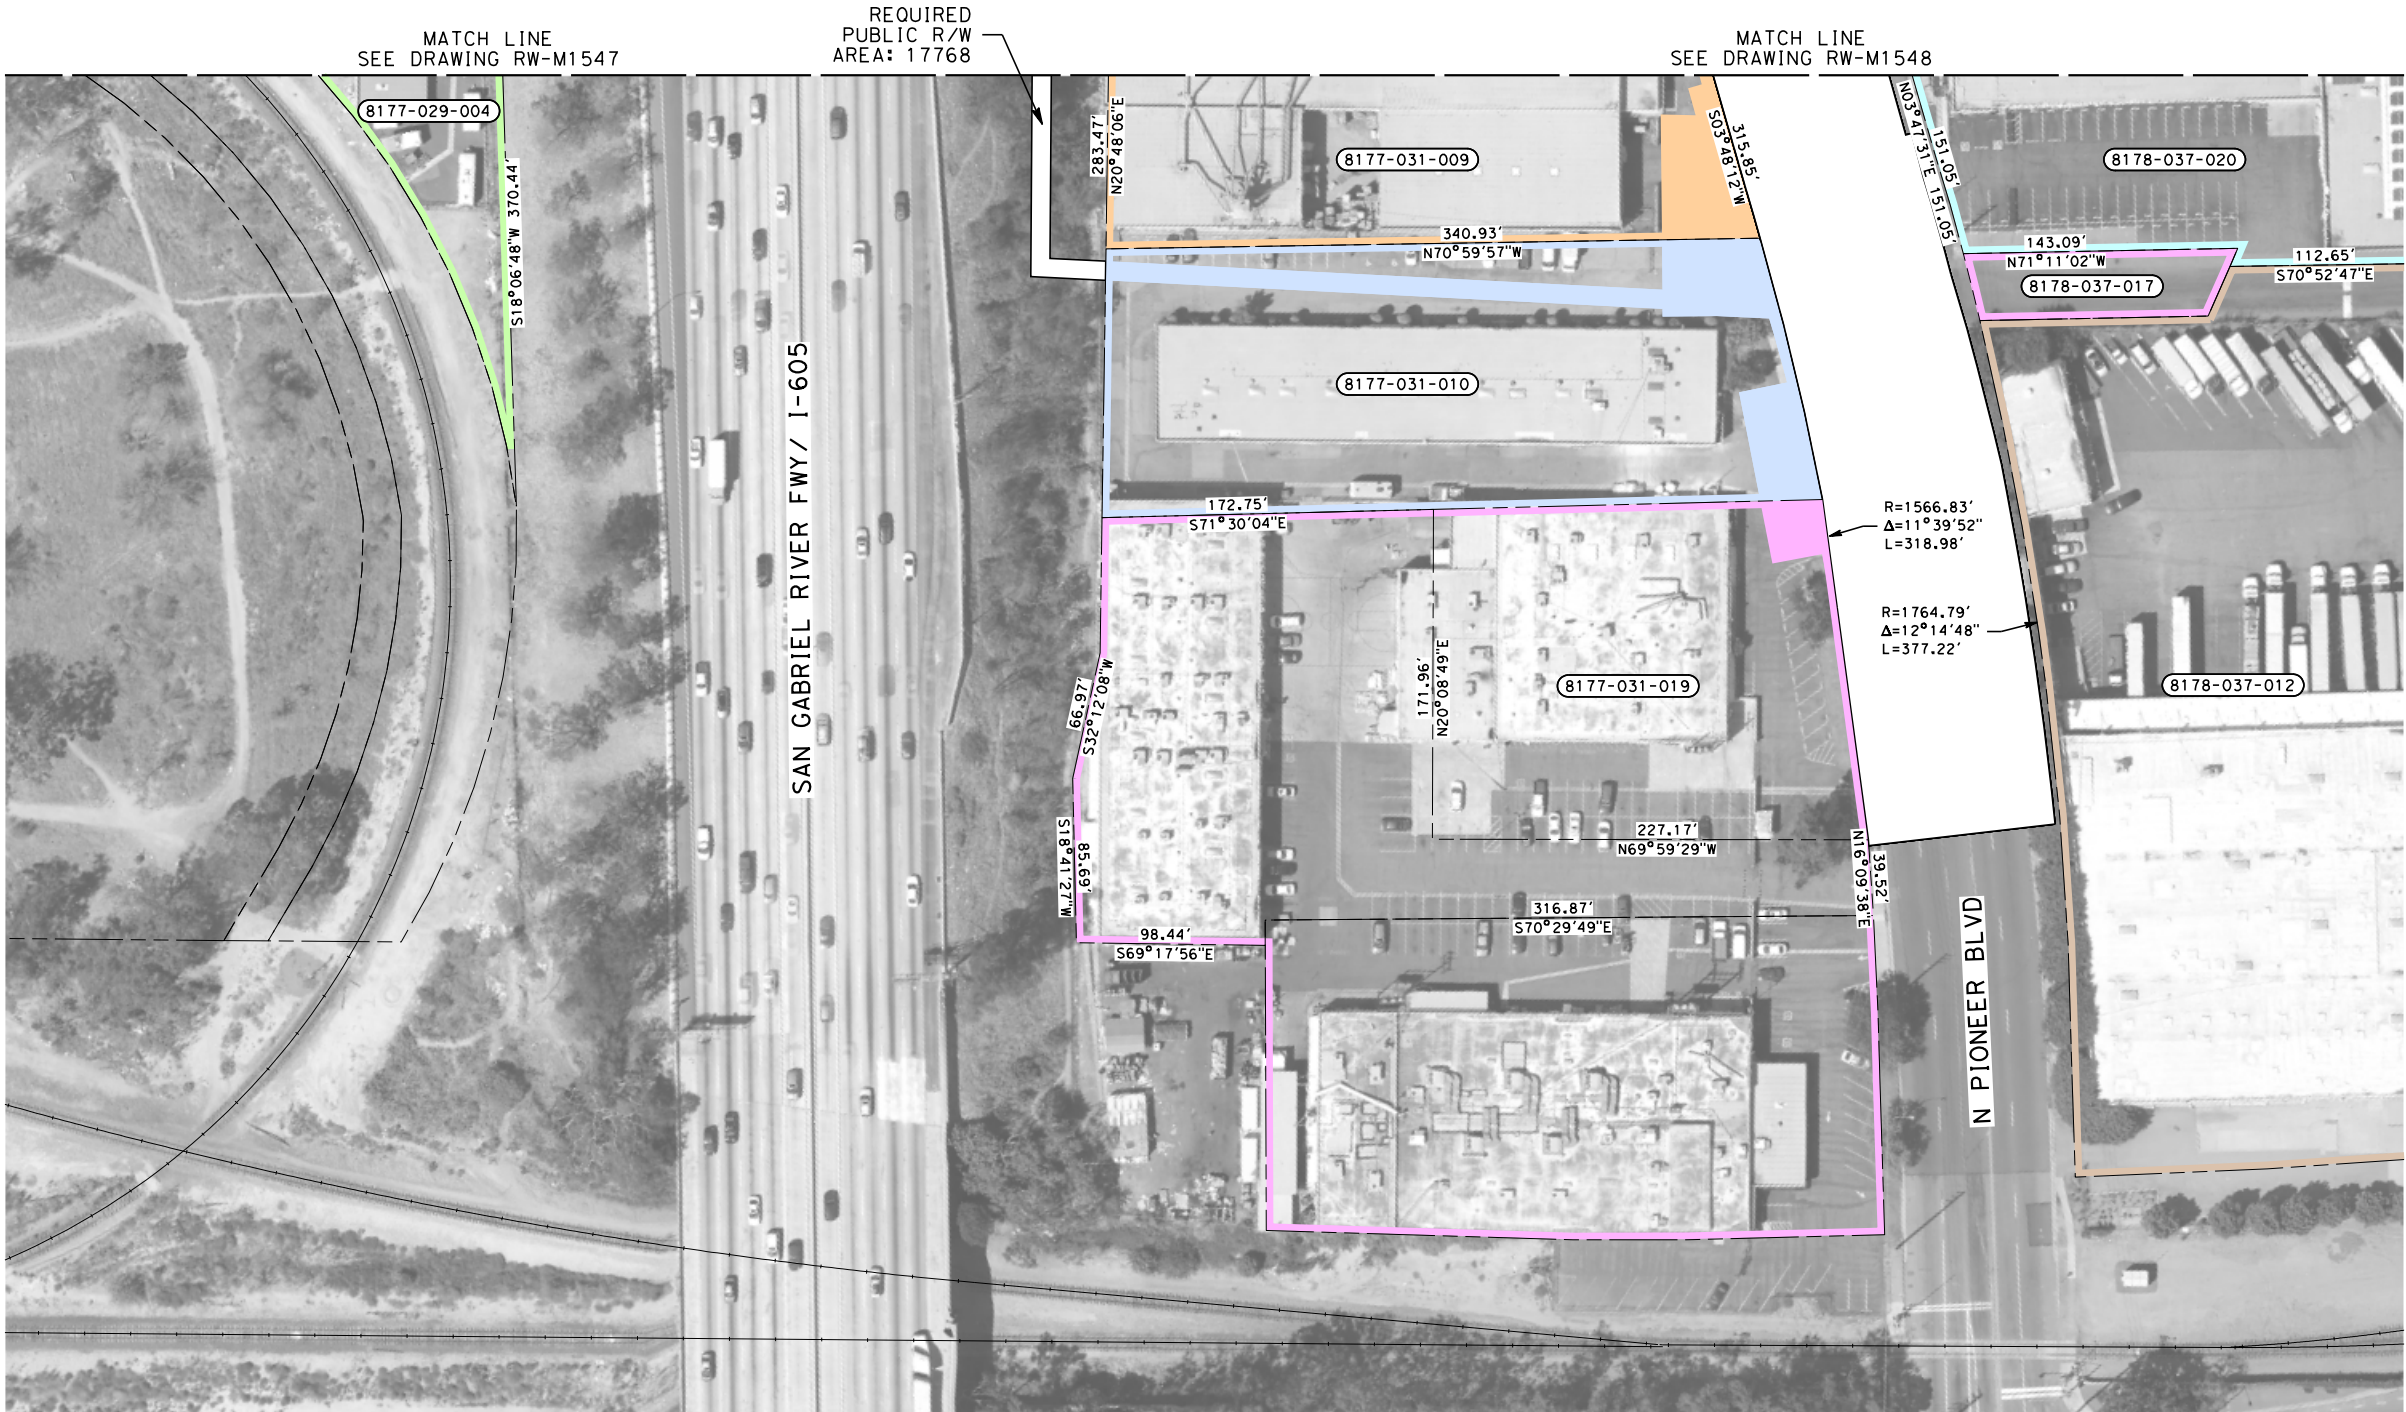 REQUIRED
PUBLIC R/W
AREA: 17768
MATCH LINE
SEE DRAWING RW-M1547
MATCH LINE
SEE DRAWING RW-M1548
8177-029-004
S18°06'48"W 370.44'
283.47'
N20°48'06"E
8177-031-009
315.85'
S03°48'12"W
N03°47'31"E 151.05'
151.05'
8178-037-020
340.93'
N70°59'57"W
143.09'
N71°11'02"W
112.65'
S70°52'47"E
8178-037-017
SAN GABRIEL RIVER FWY/ I-605
8177-031-010
172.75'
S71°30'04"E
R=1566.83'
Δ=11°39'52"
L=318.98'
R=1764.79'
Δ=12°14'48"
L=377.22'
66.97'
S32°12'08"W
171.96'
N20°08'49"E
8177-031-019
8178-037-012
227.17'
N69°59'29"W
85.69'
S18°41'27"W
39.52'
N16°09'38"E
316.87'
S70°29'49"E
98.44'
S69°17'56"E
N PIONEER BLVD